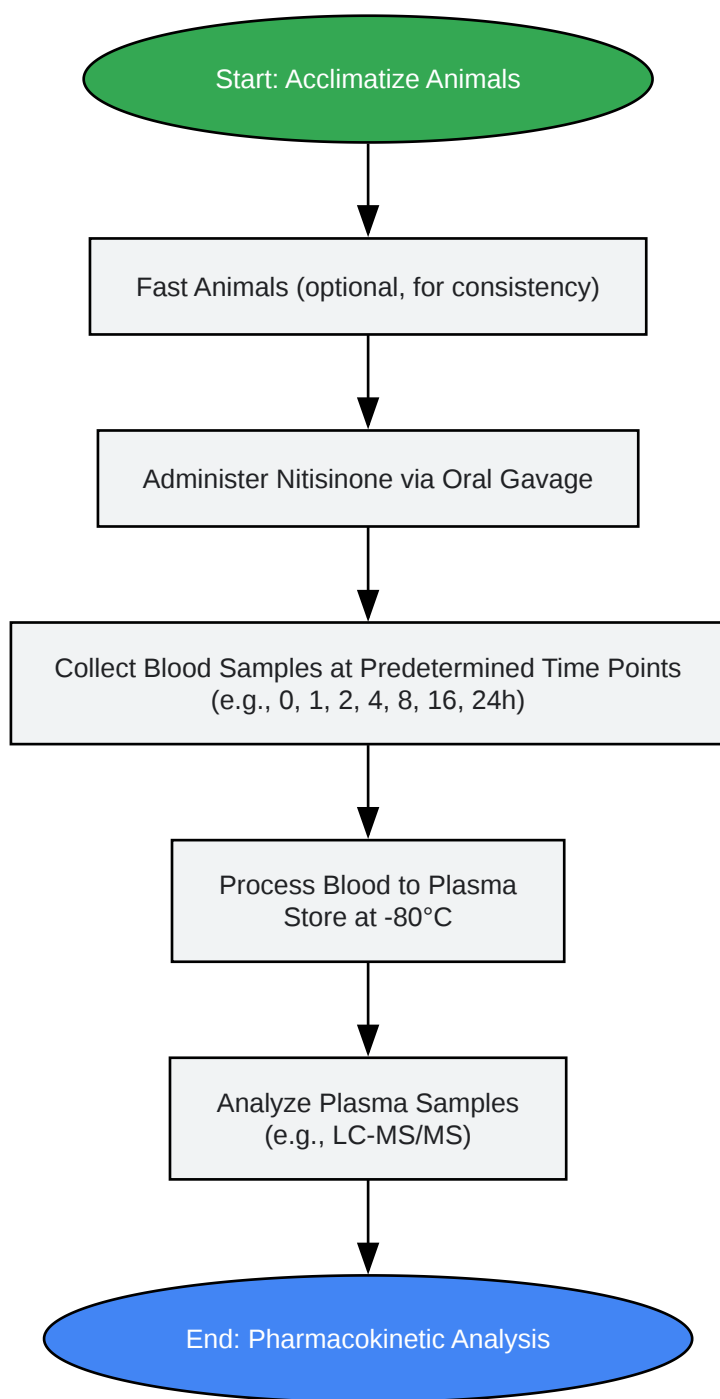 Start: Acclimatize Animals
Fast Animals (optional, for consistency)
Administer Nitisinone via Oral Gavage
Collect Blood Samples at Predetermined Time Points
(e.g., 0, 1, 2, 4, 8, 16, 24h)
Process Blood to Plasma
Store at -80°C
Analyze Plasma Samples
(e.g., LC-MS/MS)
End: Pharmacokinetic Analysis